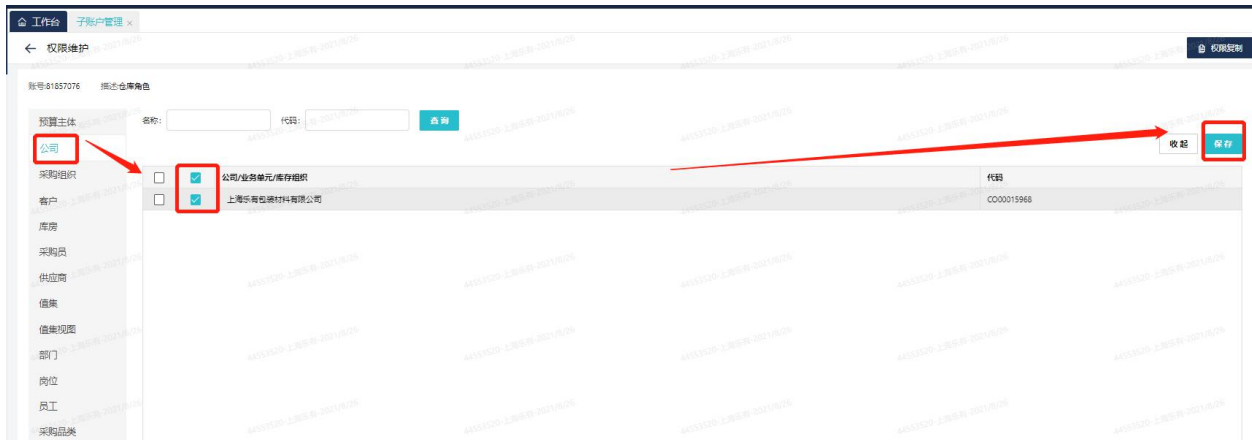 工作台 子账户管理 ×
← 权限维护
权限复制
账号:81857076 描述:仓库角色
预算主体
名称: 代码: 查询
公司
收起 保存
采购组织
公司/业务单元/库存组织 代码
客户
上海乐有包装材料有限公司 CO00015968
库房
采购员
供应商
值集
值集视图
部门
岗位
员工
采购品类